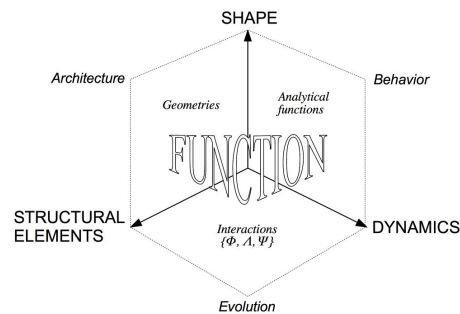 SHAPE
Architecture
Behavior
Geometries
Analytical
functions
FUNCTION
STRUCTURAL
ELEMENTS
DYNAMICS
Interactions
{Φ, Λ, Ψ}
Evolution